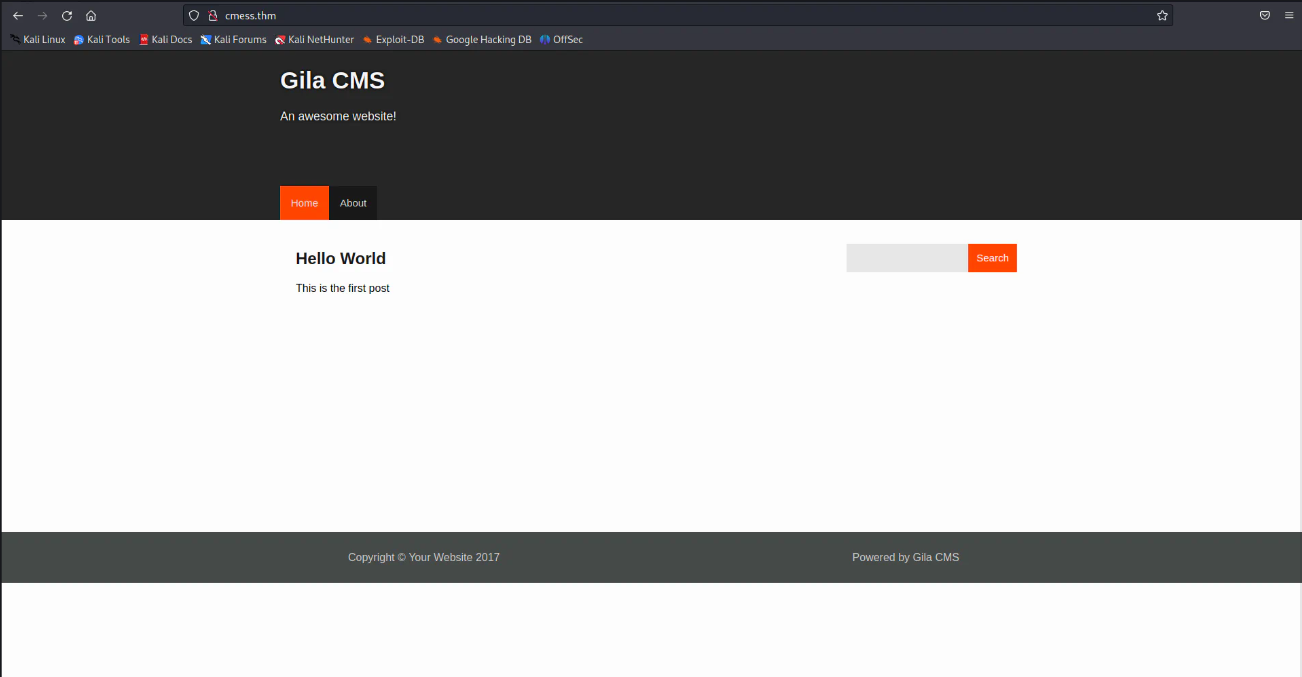 cmess.thm
Kali Linux Kali Tools Kali Docs Kali Forums Kali NetHunter Exploit-DB Google Hacking DB OffSec
Gila CMS
An awesome website!
Home About
Hello World
Search
This is the first post
Copyright © Your Website 2017 Powered by Gila CMS